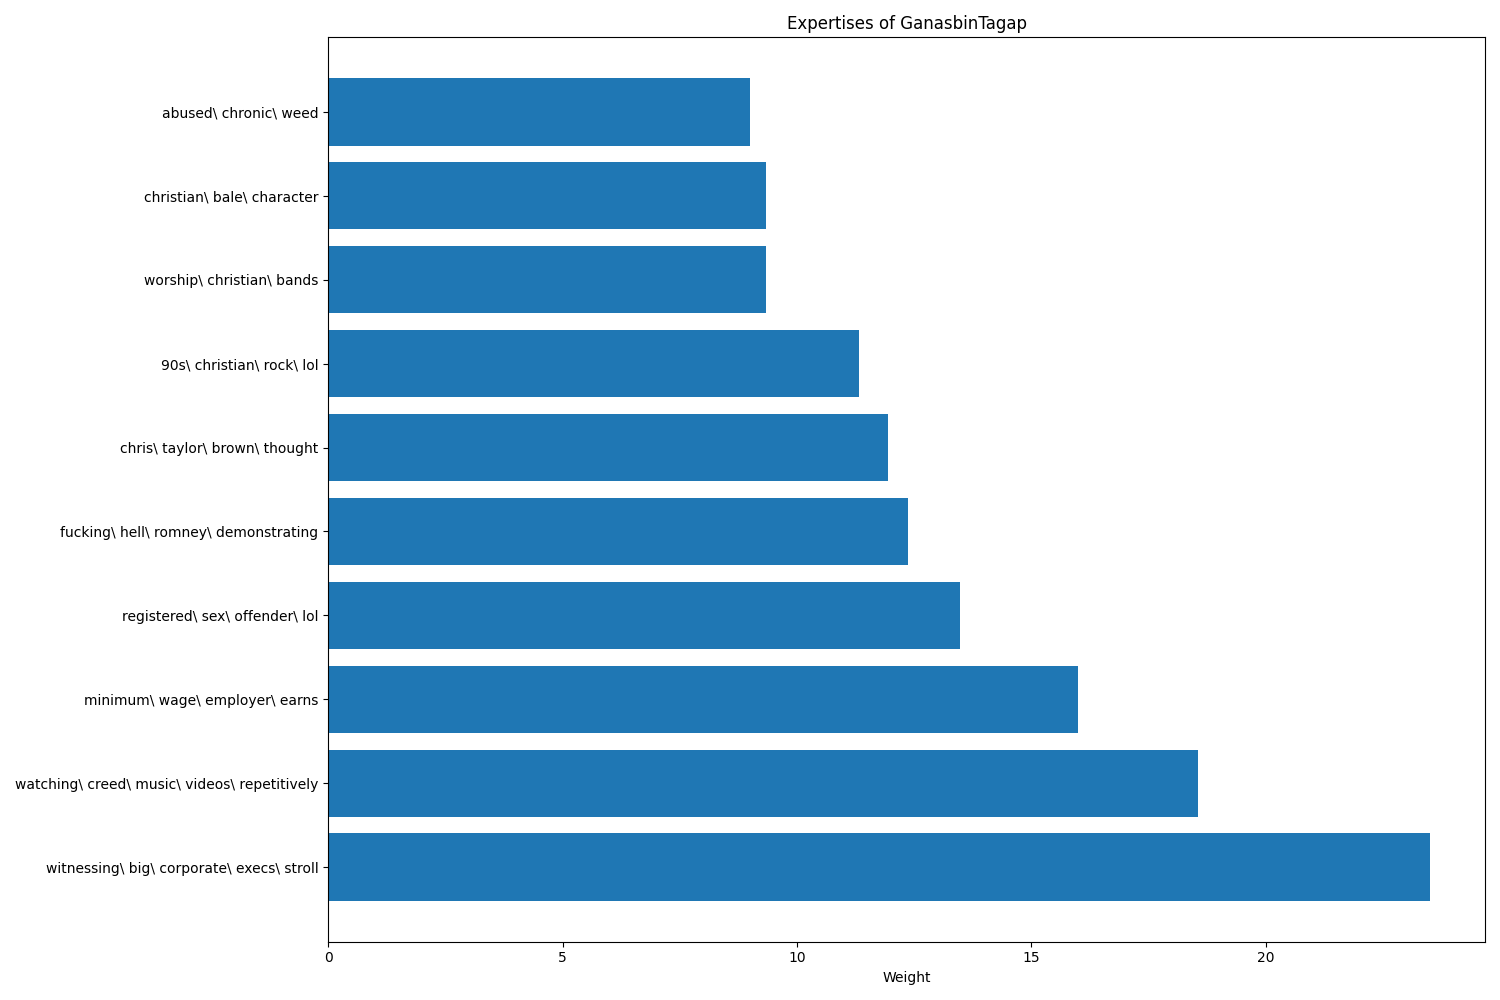 Expertises of GanasbinTagap
abused\ chronic\ weed
christian\ bale\ character
worship\ christian\ bands
90s\ christian\ rock\ lol
chris\ taylor\ brown\ thought
fucking\ hell\ romney\ demonstrating
registered\ sex\ offender\ lol
minimum\ wage\ employer\ earns
watching\ creed\ music\ videos\ repetitively
witnessing\ big\ corporate\ execs\ stroll
0 5 10 15 20
Weight